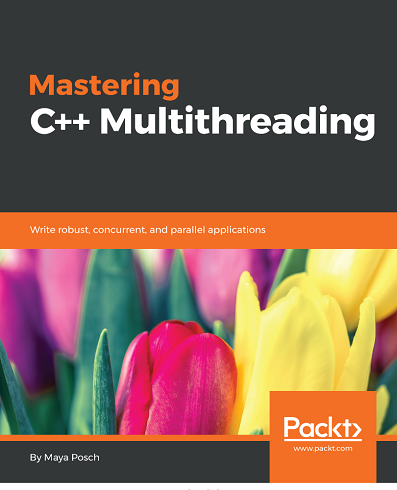 Mastering
C++ Multithreading
Write robust, concurrent, and parallel applications
Packt>
www.packt.com
By Maya Posch